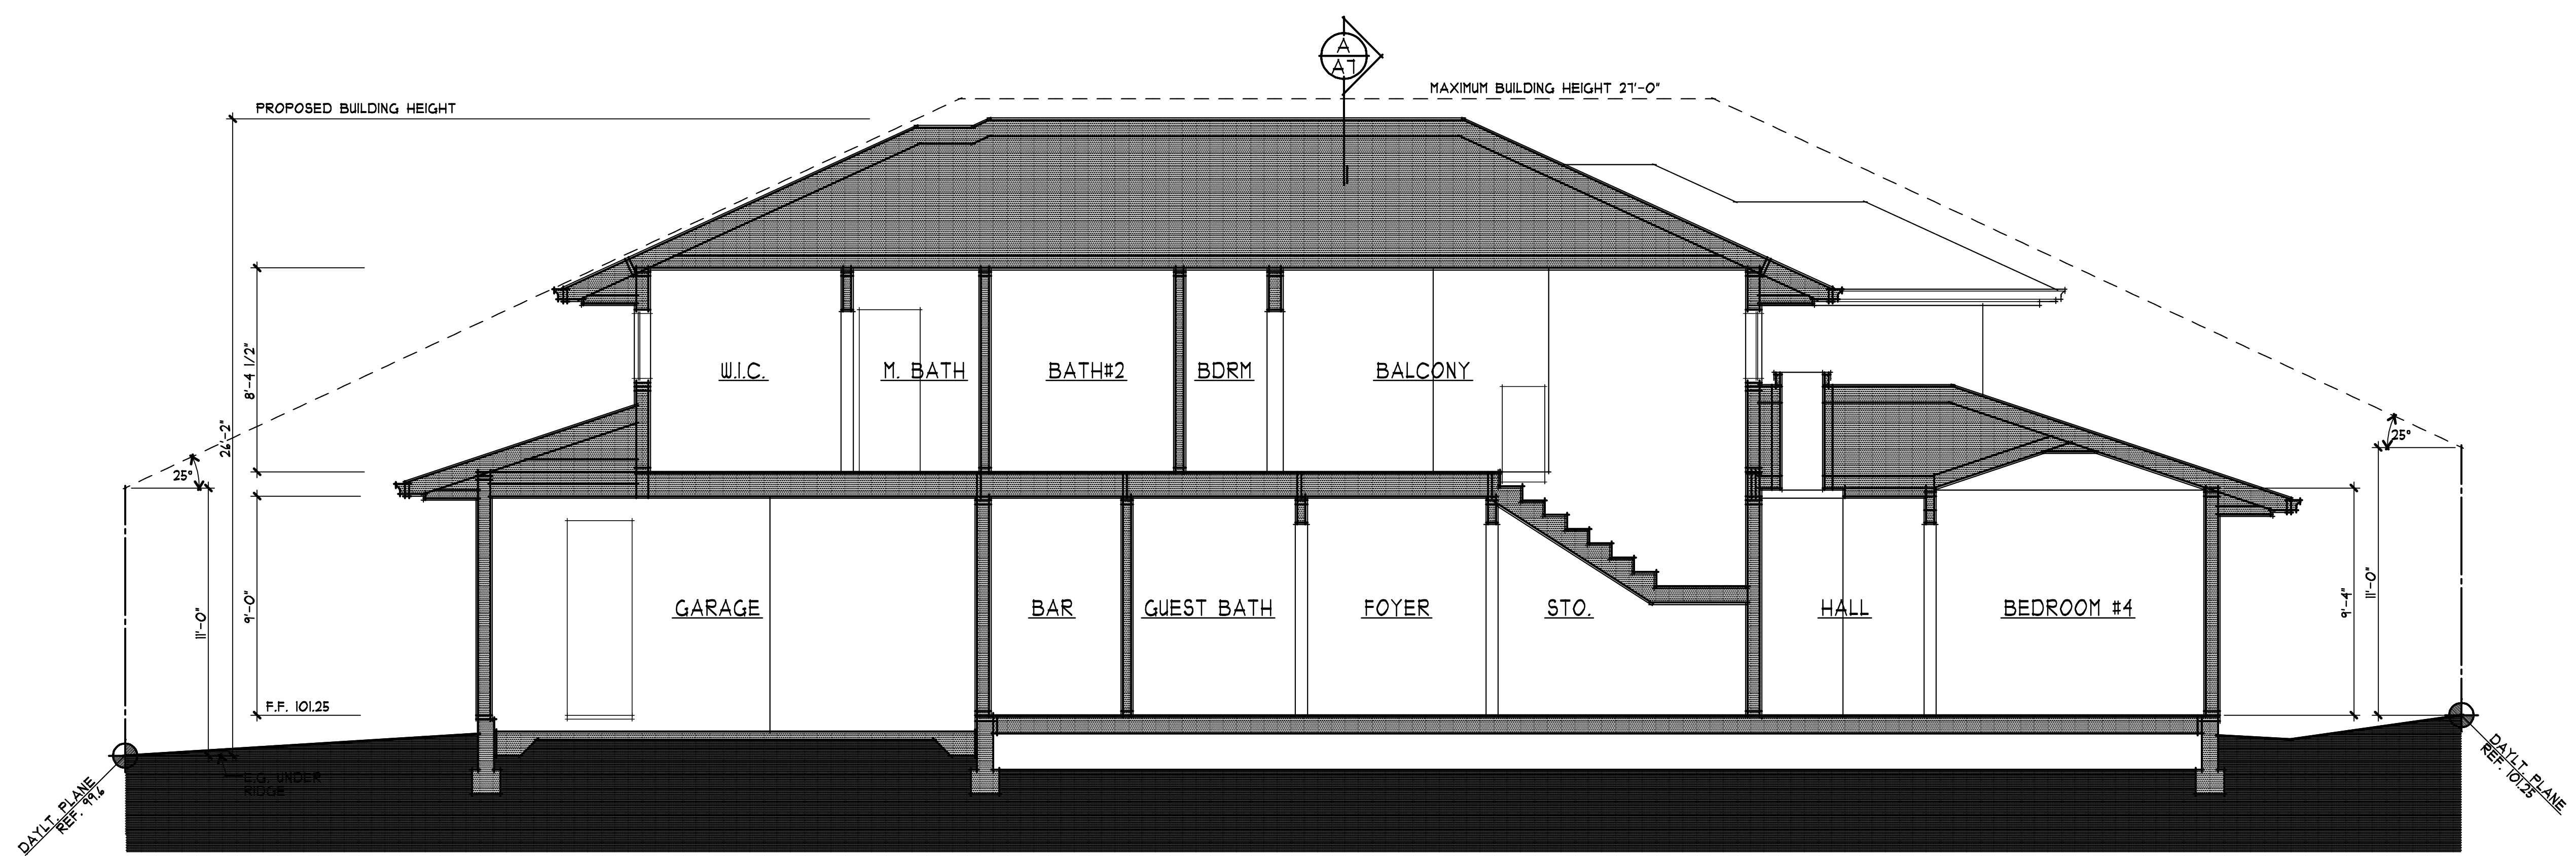 A
A7
MAXIMUM BUILDING HEIGHT 27'-0"
PROPOSED BUILDING HEIGHT
8'-4 1/2"
26'-2"
25°
25°
W.I.C.
M. BATH
BATH#2
BDRM
BALCONY
11'-0"
9'-0"
GARAGE
BAR
GUEST BATH
FOYER
STO.
HALL
BEDROOM #4
9'-4"
11'-0"
F.F. 101.25
E.G. UNDER
RIDGE
DAYLT. PLANE
REF. 99.6
DAYLT. PLANE
REF. 101.25